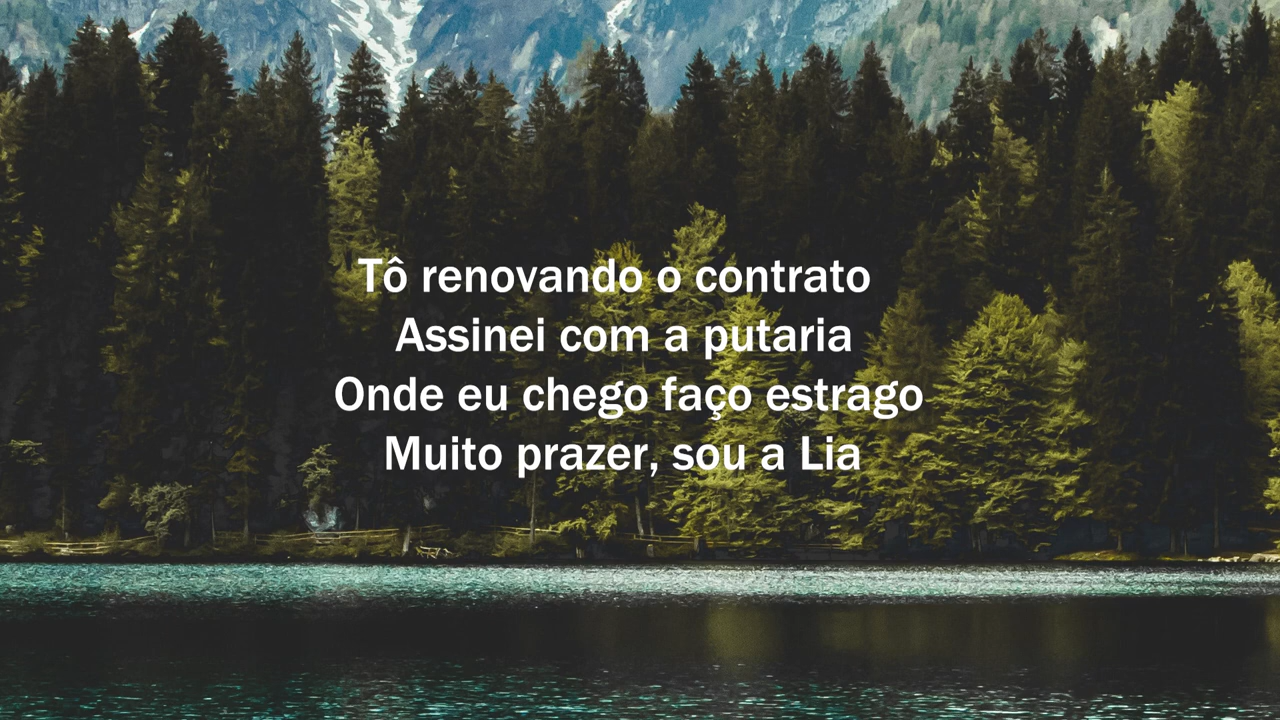 Tô renovando o contrato
Assinei com a putaria
Onde eu chego faço estrago
Muito prazer, sou a Lia